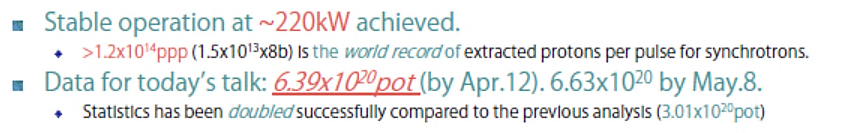 Stable operation at ~220kW achieved.
>1.2x10¹⁴ppp (1.5x10¹³x8b) is the world record of extracted protons per pulse for synchrotrons.
Data for today's talk: 6.39x10²⁰pot (by Apr.12). 6.63x10²⁰ by May.8.
Statistics has been doubled successfully compared to the previous analysis (3.01x10²⁰pot)